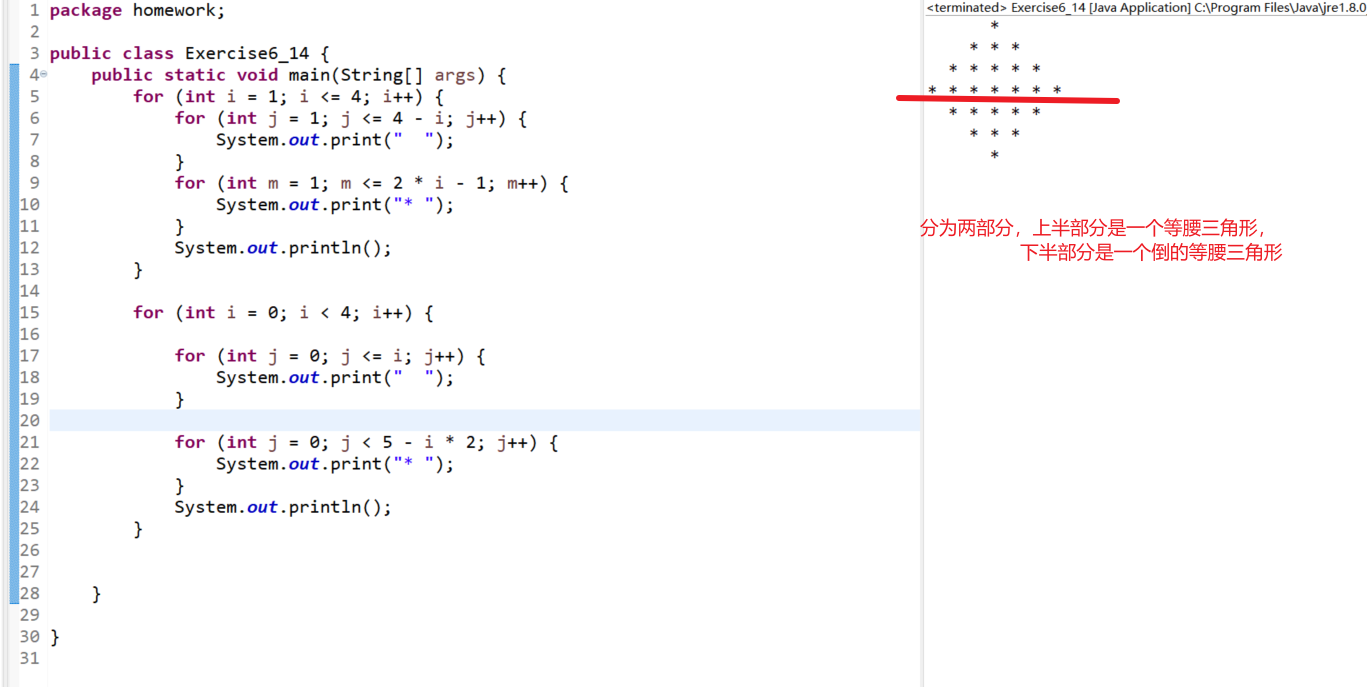 1 package homework;
2
3 public class Exercise6_14 {
4 public static void main(String[] args) {
5 for (int i = 1; i <= 4; i++) {
6 for (int j = 1; j <= 4 - i; j++) {
7 System.out.print("  ");
8 }
9 for (int m = 1; m <= 2 * i - 1; m++) {
10 System.out.print("* ");
11 }
12 System.out.println();
13 }
14
15 for (int i = 0; i < 4; i++) {
16
17 for (int j = 0; j <= i; j++) {
18 System.out.print("  ");
19 }
20
21 for (int j = 0; j < 5 - i * 2; j++) {
22 System.out.print("* ");
23 }
24 System.out.println();
25 }
26
27
28 }
29
30 }
31
<terminated> Exercise6_14 [Java Application] C:\Program Files\Java\jre1.8.0
*
* * *
* * * * *
* * * * * * *
* * * * *
* * *
*
分为两部分，上半部分是一个等腰三角形，
下半部分是一个倒的等腰三角形